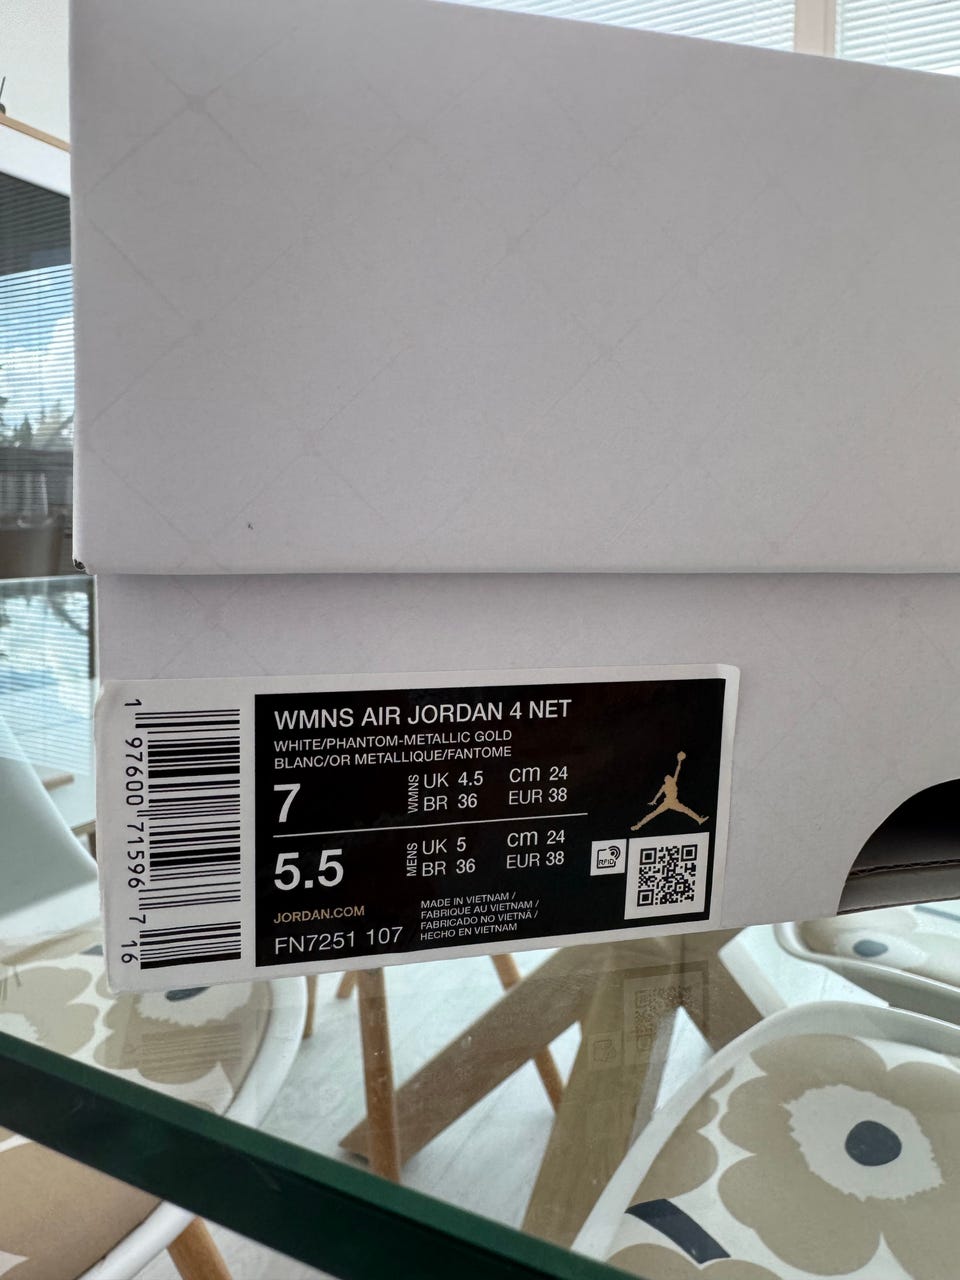 1 97600 71596 7 16
WMNS AIR JORDAN 4 NET
WHITE/PHANTOM-METALLIC GOLD
BLANC/OR METALLIQUE/FANTOME
7 WMNS UK 4.5 cm 24
BR 36 EUR 38
5.5 MENS UK 5 cm 24
BR 36 EUR 38
RFID
JORDAN.COM
FN7251 107
MADE IN VIETNAM /
FABRIQUE AU VIETNAM /
FABRICADO NO VIETNÃ /
HECHO EN VIETNAM